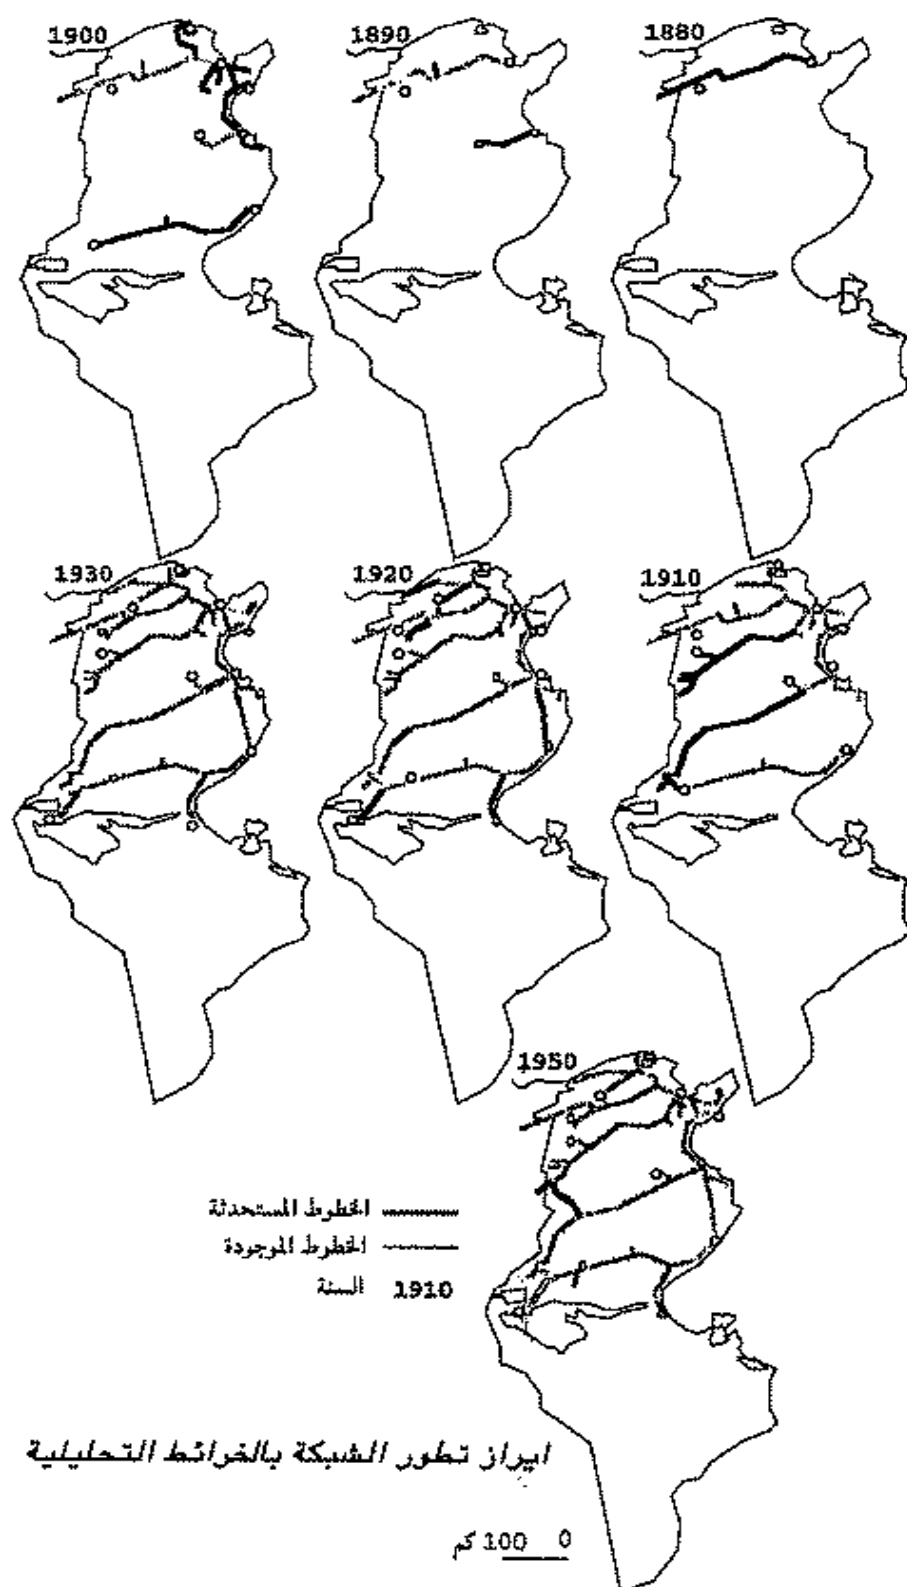 1880
1890
1900
1910
1920
1930
1950
الخطوط المستحدثة
الخطوط الموجودة
السنة 1910
ايراز تطور الشبكة بالخرائط التحليلية
0 100 كم